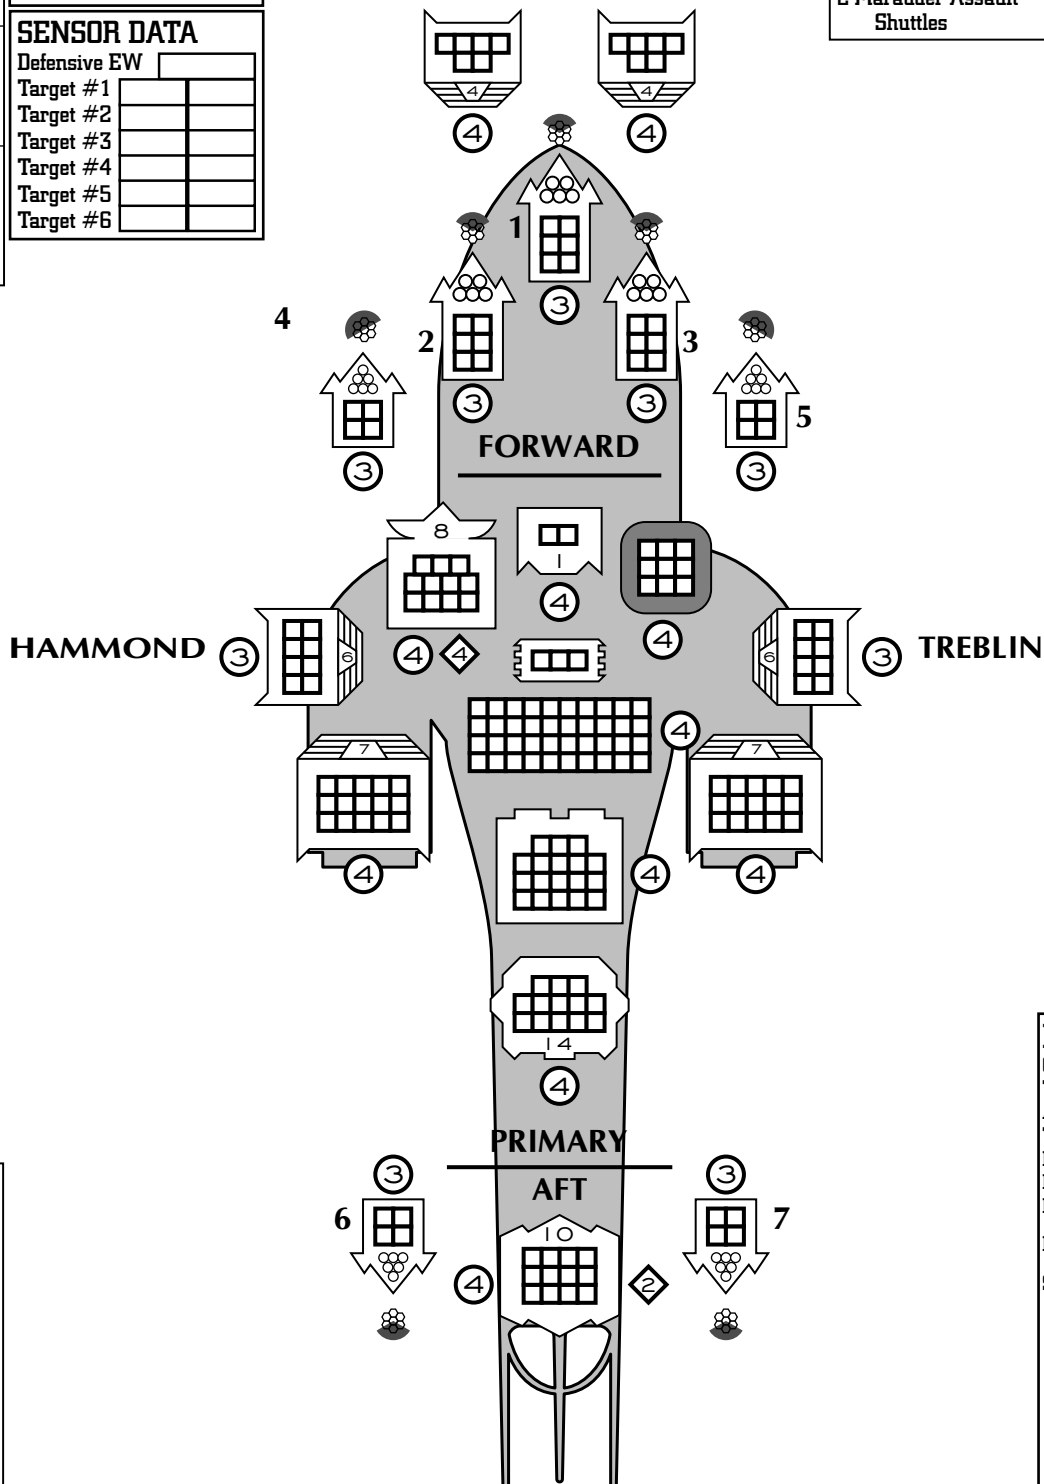 SENSOR DATA
Defensive EW
Target #1
Target #2
Target #3
Target #4
Target #5
Target #6
2 Marauder Assault
Shuttles
4 4
4 4
1
3
2 3
3 3
4
5
3 3
FORWARD
8
1
4
4 4
4
HAMMOND 3 6
6 3 TREBLIN
4
7 7
4 4
4
14
4
PRIMARY
AFT
3 3
6 7
10
4 2